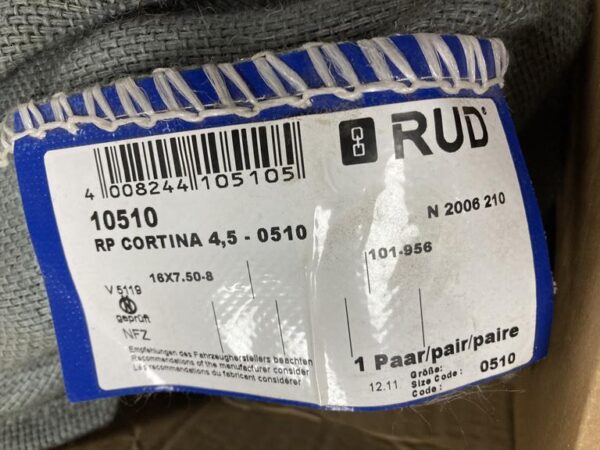 RUD
4 008244 105105
10510
RP CORTINA 4,5 - 0510
N 2006 210
16X7.50-8
101-956
V 5119
geprüft
NFZ
Empfehlungen des Fahrzeugherstellers beachten
Recommendations of the manufacturer consider
Les recommendations du fabricant considérer
1 Paar/pair/paire
12.11
Größe:
Size Code :
Code :
0510